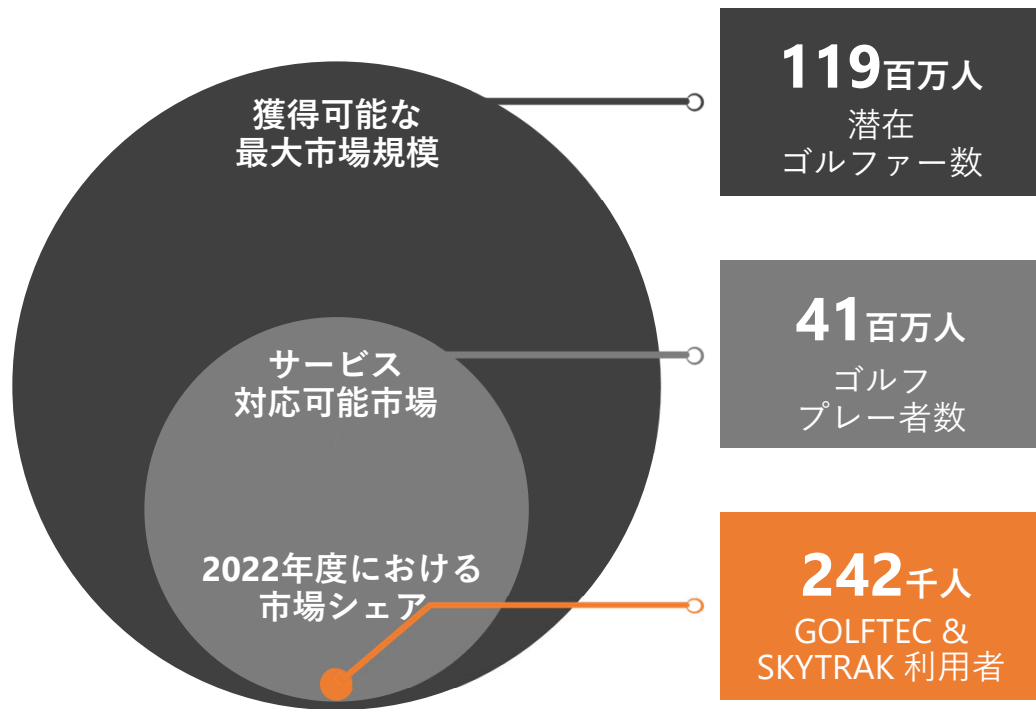 獲得可能な
最大市場規模
119百万人
潜在
ゴルファー数
サービス
対応可能市場
41百万人
ゴルフ
プレー者数
2022年度における
市場シェア
242千人
GOLFTEC &
SKYTRAK 利用者